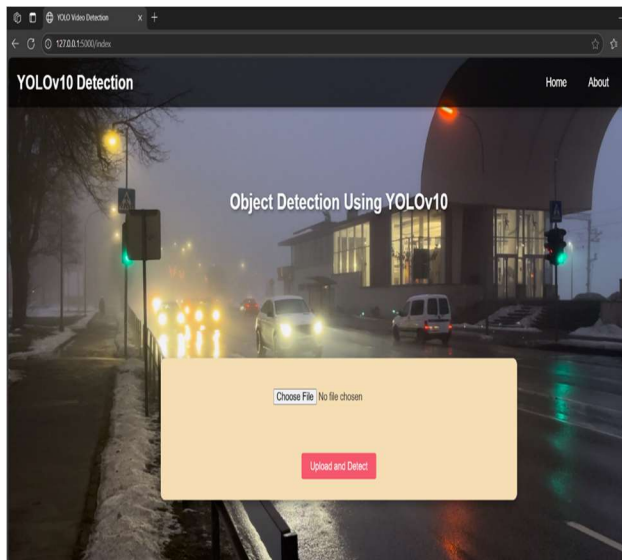 YOLO Video Detection
127.0.0.1:5000/index
YOLOv10 Detection
Home About
Object Detection Using YOLOv10
Choose File No file chosen
Upload and Detect